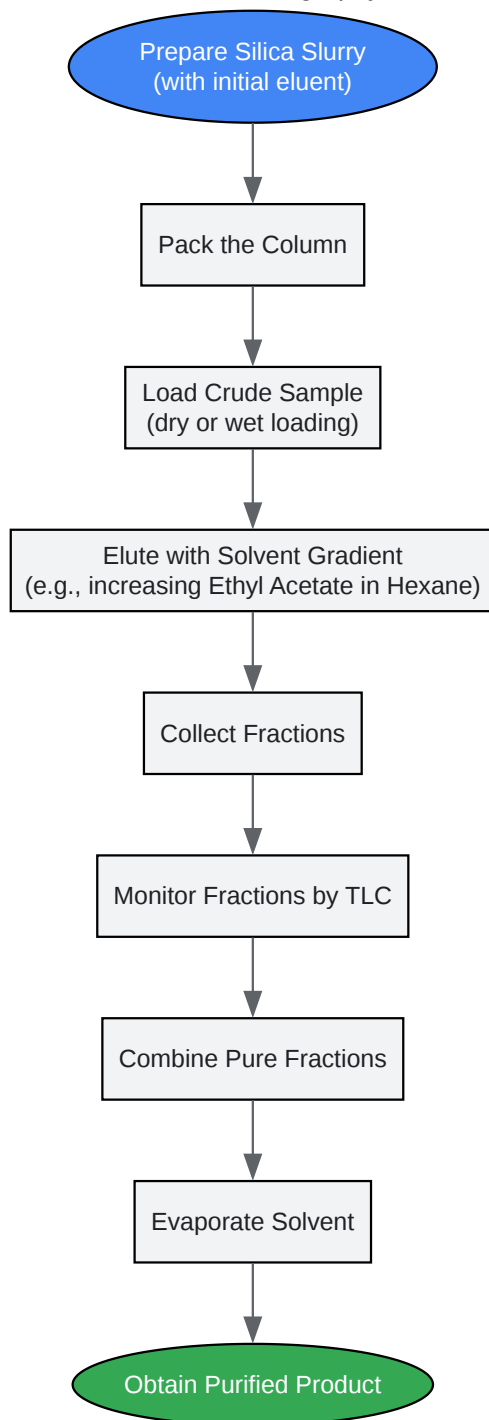 Prepare Silica Slurry
(with initial eluent)
Pack the Column
Load Crude Sample
(dry or wet loading)
Elute with Solvent Gradient
(e.g., increasing Ethyl Acetate in Hexane)
Collect Fractions
Monitor Fractions by TLC
Combine Pure Fractions
Evaporate Solvent
Obtain Purified Product